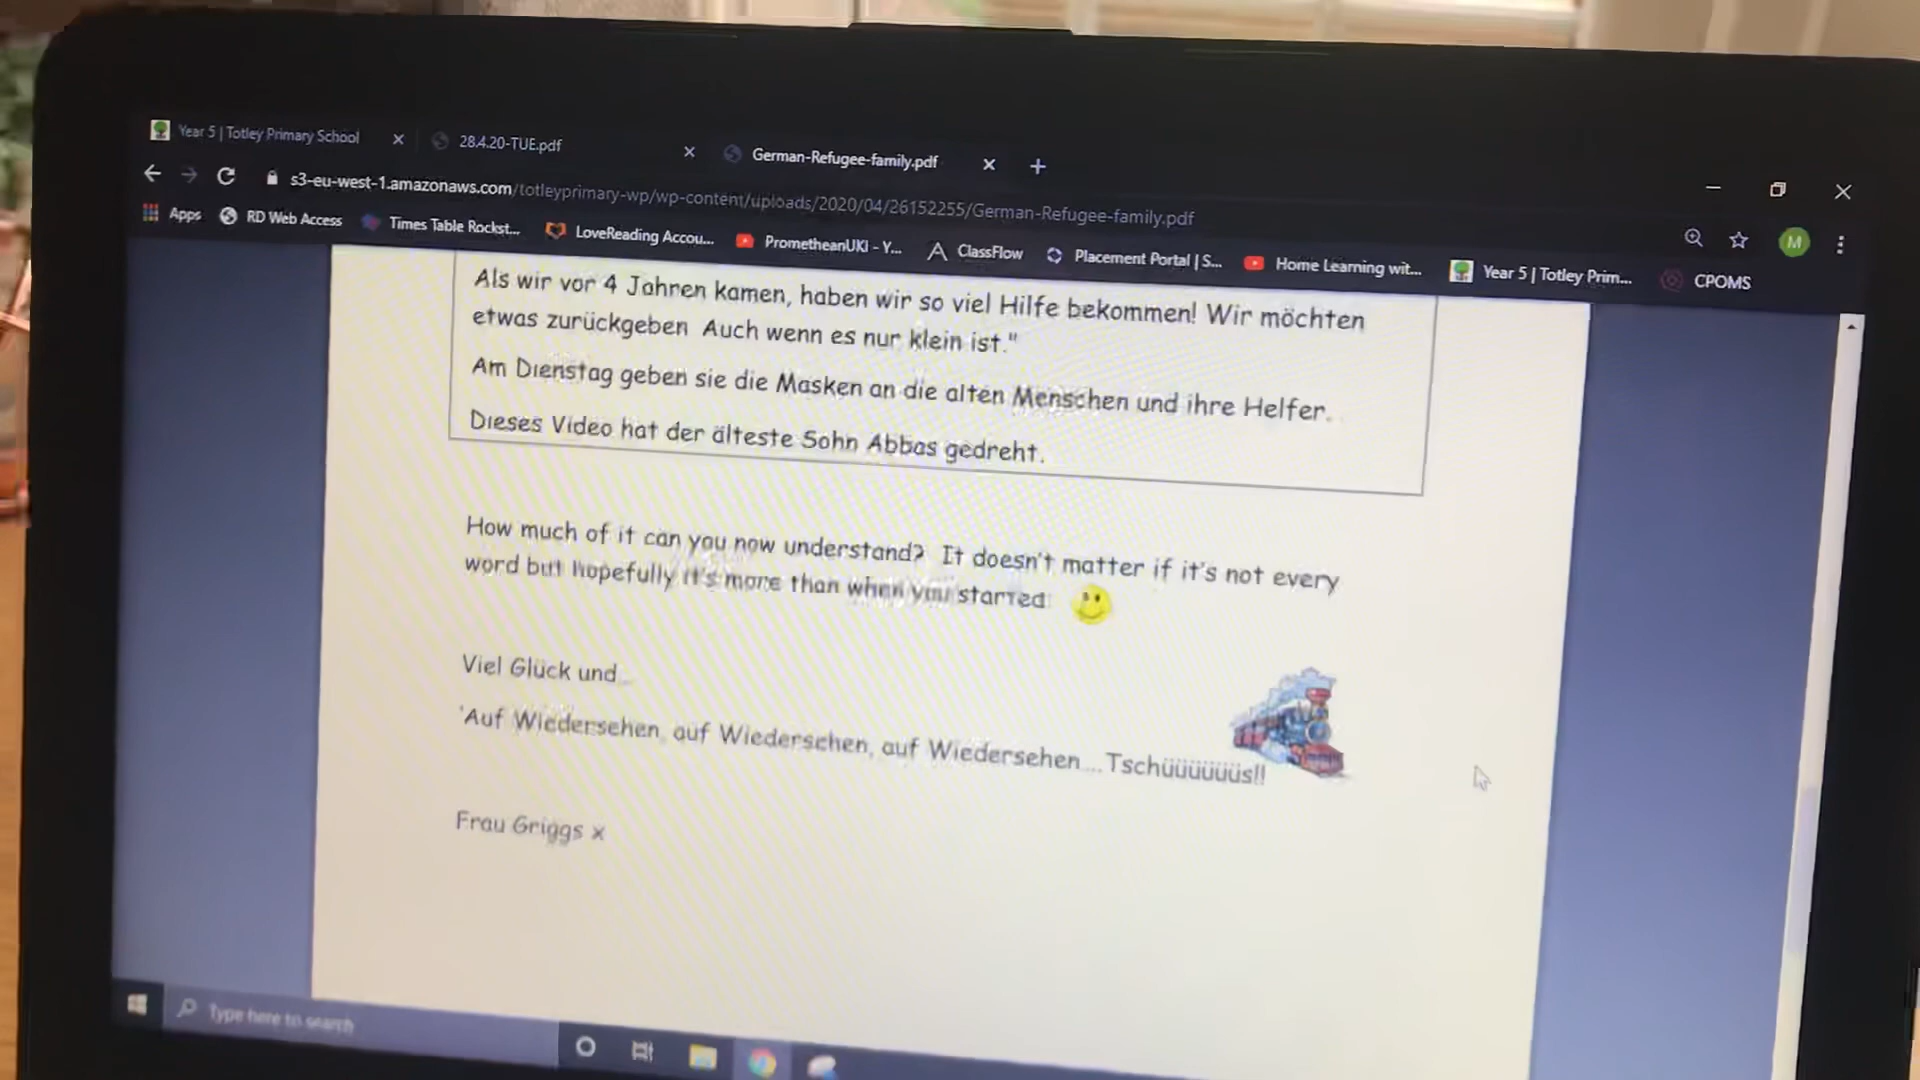 Year 5 | Totley Primary School
28.4.20-TUE.pdf
German-Refugee-family.pdf
s3-eu-west-1.amazonaws.com/totleyprimary-wp/wp-content/uploads/2020/04/26152255/German-Refugee-family.pdf
Apps RD Web Access Times Table Rockst... LoveReading Accou... PrometheanUKI - Y... ClassFlow Placement Portal | S... Home Learning wit... Year 5 | Totley Prim... CPOMS
M
Als wir vor 4 Jahren kamen, haben wir so viel Hilfe bekommen! Wir möchten
etwas zurückgeben Auch wenn es nur klein ist."
Am Dienstag geben sie die Masken an die alten Menschen und ihre Helfer.
Dieses Video hat der älteste Sohn Abbas gedreht.
How much of it can you now understand? It doesn't matter if it's not every
word but hopefully it's more than when you started
Viel Glück und...
'Auf Wiedersehen, auf Wiedersehen, auf Wiedersehen....Tschüüüüüüs!!
Frau Griggs x
Type here to search